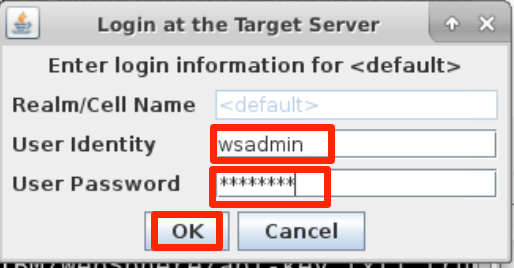 Login at the Target Server
Enter login information for <default>
Realm/Cell Name <default>
User Identity wsadmin
User Password ********
OK Cancel